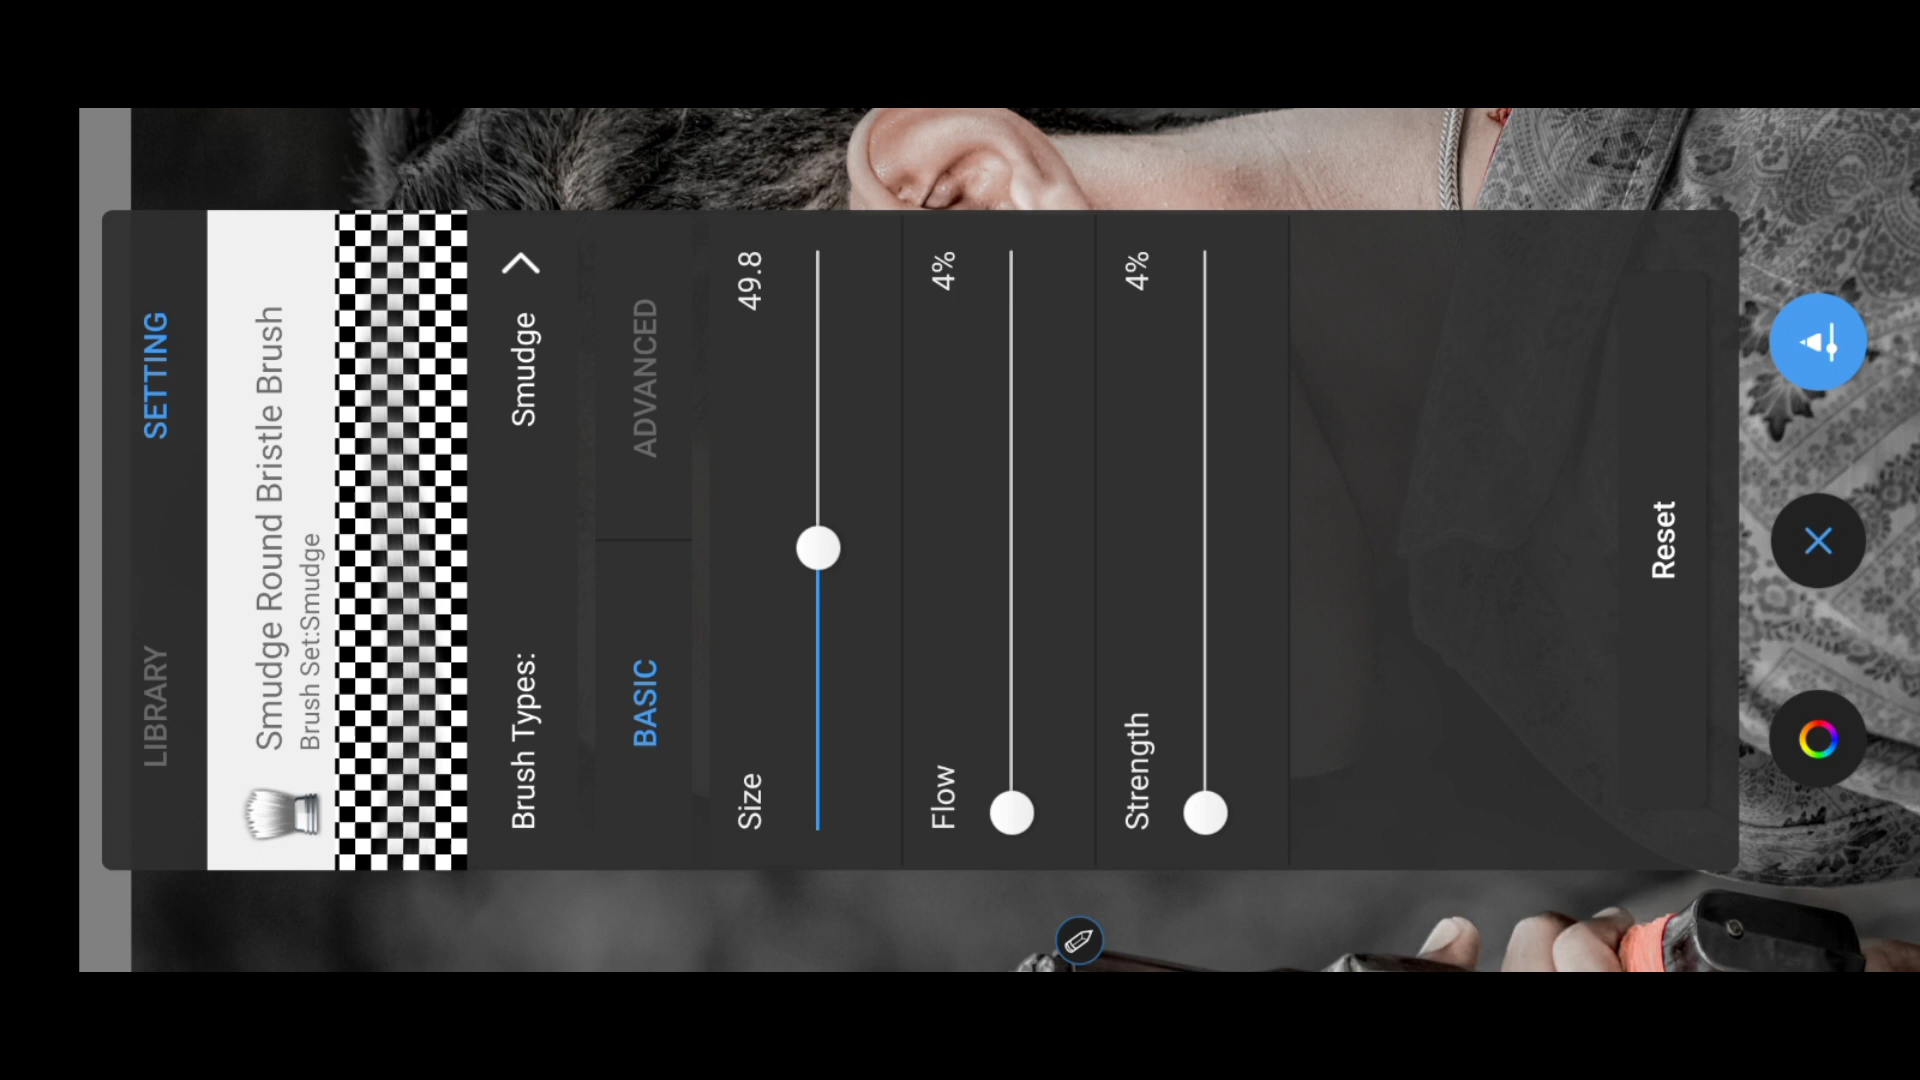 LIBRARY SETTING
Smudge Round Bristle Brush
Brush Set:Smudge
Brush Types: Smudge
BASIC ADVANCED
Size 49.8
Flow 4%
Strength 4%
Reset